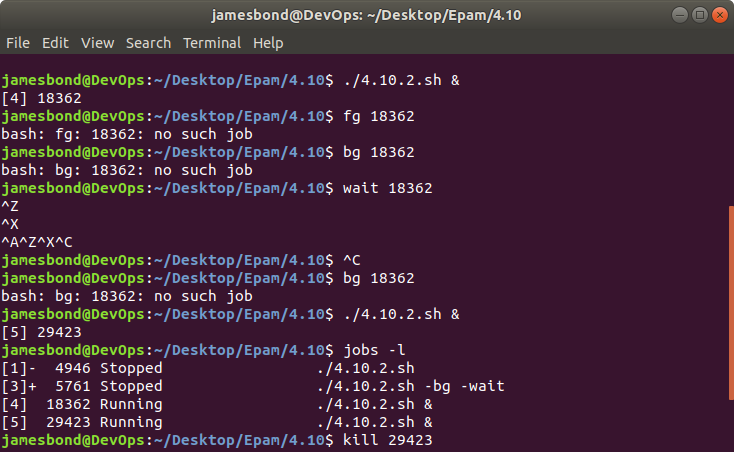 jamesbond@DevOps: ~/Desktop/Epam/4.10
File Edit View Search Terminal Help
jamesbond@DevOps:~/Desktop/Epam/4.10$ ./4.10.2.sh &
[4] 18362
jamesbond@DevOps:~/Desktop/Epam/4.10$ fg 18362
bash: fg: 18362: no such job
jamesbond@DevOps:~/Desktop/Epam/4.10$ bg 18362
bash: bg: 18362: no such job
jamesbond@DevOps:~/Desktop/Epam/4.10$ wait 18362
^Z
^X
^A^Z^X^C
jamesbond@DevOps:~/Desktop/Epam/4.10$ ^C
jamesbond@DevOps:~/Desktop/Epam/4.10$ bg 18362
bash: bg: 18362: no such job
jamesbond@DevOps:~/Desktop/Epam/4.10$ ./4.10.2.sh &
[5] 29423
jamesbond@DevOps:~/Desktop/Epam/4.10$ jobs -l
[1]-  4946 Stopped                 ./4.10.2.sh
[3]+  5761 Stopped                 ./4.10.2.sh -bg -wait
[4]  18362 Running                 ./4.10.2.sh &
[5]  29423 Running                 ./4.10.2.sh &
jamesbond@DevOps:~/Desktop/Epam/4.10$ kill 29423